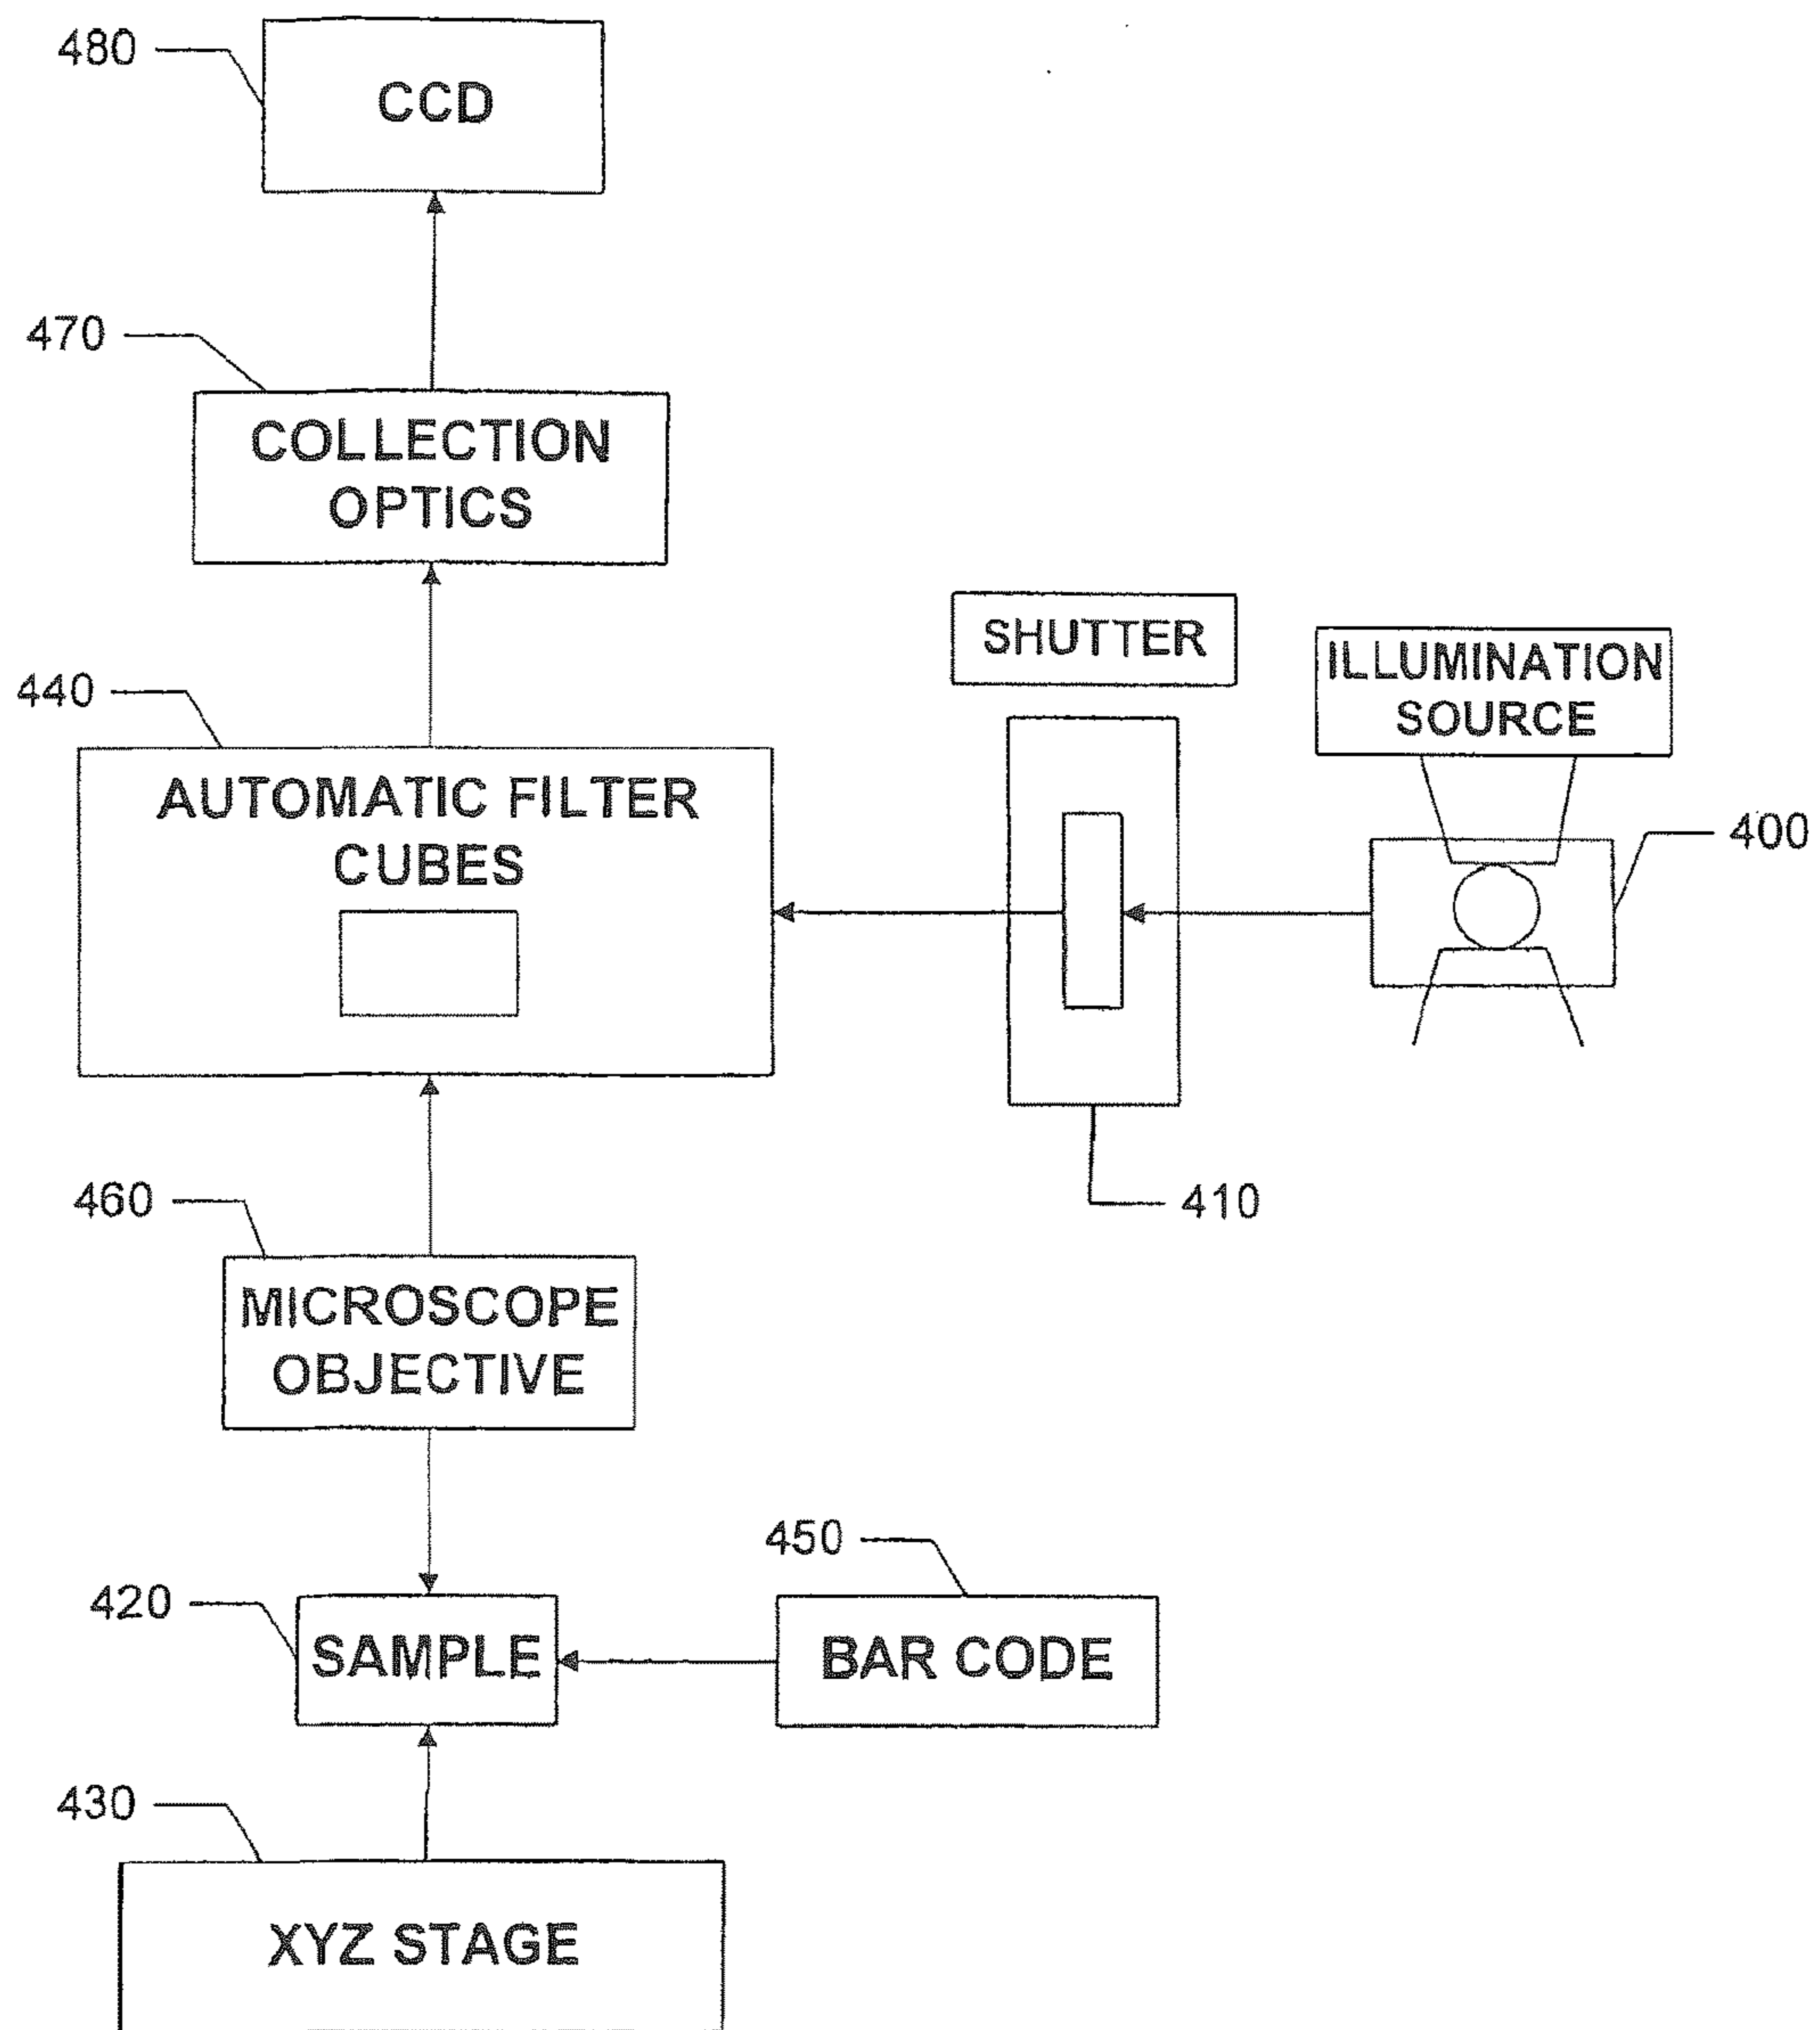 480
CCD
470
COLLECTION
OPTICS
SHUTTER
ILLUMINATION
SOURCE
440
AUTOMATIC FILTER
CUBES
400
460
410
MICROSCOPE
OBJECTIVE
450
420
SAMPLE
BAR CODE
430
XYZ STAGE